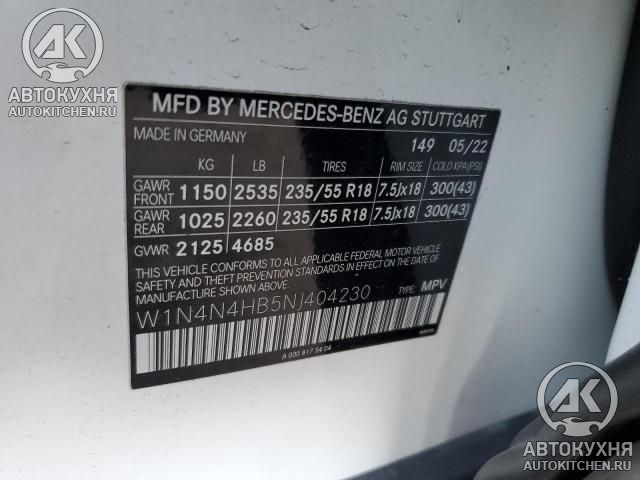 АВТОКУХНЯ
AUTOKITCHEN.RU
MFD BY MERCEDES-BENZ AG STUTTGART
MADE IN GERMANY 149 05/22
KG LB TIRES RIM SIZE COLD KPA(PSI)
GAWR FRONT 1150 2535 235/55 R18 7.5jx18 300(43)
GAWR REAR 1025 2260 235/55 R18 7.5jx18 300(43)
GVWR 2125 4685
THIS VEHICLE CONFORMS TO ALL APPLICABLE FEDERAL MOTOR VEHICLE
SAFETY AND THEFT PREVENTION STANDARDS IN EFFECT ON THE DATE
OF MANUFACTURE SHOWN ABOVE.
W1N4N4HB5NJ404230 TYPE: MPV
A 000 817 54 04
АВТОКУХНЯ
AUTOKITCHEN.RU